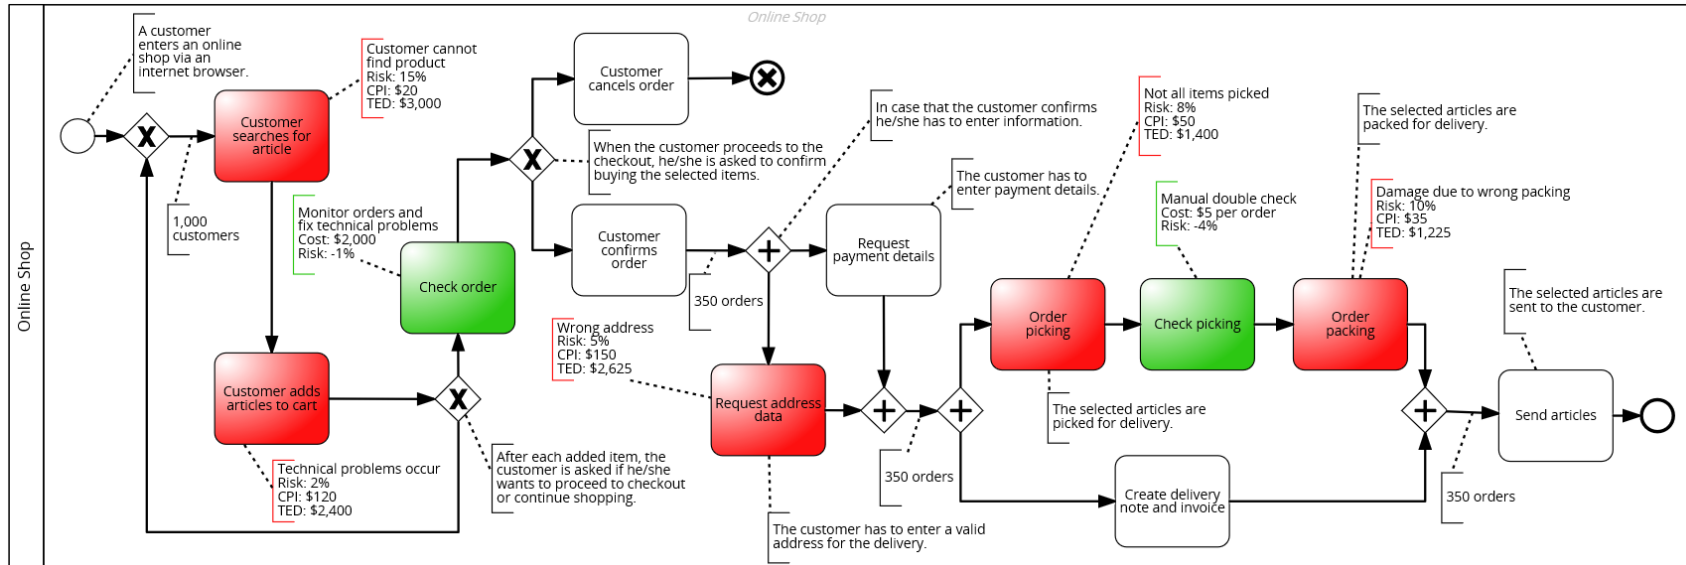 Online Shop
Online Shop
A customer
enters an online
shop via an
internet browser.
Customer
searches for
article
Customer cannot
find product
Risk: 15%
CPI: $20
TED: $3,000
1,000
customers
Monitor orders and
fix technical problems
Cost: $2,000
Risk: -1%
Check order
Customer adds
articles to cart
Technical problems occur
Risk: 2%
CPI: $120
TED: $2,400
After each added item, the
customer is asked if he/she
wants to proceed to checkout
or continue shopping.
Customer
cancels order
When the customer proceeds to the
checkout, he/she is asked to confirm
buying the selected items.
Customer
confirms
order
350 orders
In case that the customer confirms
he/she has to enter information.
The customer has to
enter payment details.
Request
payment details
Wrong address
Risk: 5%
CPI: $150
TED: $2,625
Request address
data
The customer has to enter a valid
address for the delivery.
350 orders
Not all items picked
Risk: 8%
CPI: $50
TED: $1,400
Order
picking
The selected articles are
picked for delivery.
Manual double check
Cost: $5 per order
Risk: -4%
Check picking
The selected articles are
packed for delivery.
Damage due to wrong packing
Risk: 10%
CPI: $35
TED: $1,225
Order
packing
Create delivery
note and invoice
The selected articles are
sent to the customer.
Send articles
350 orders